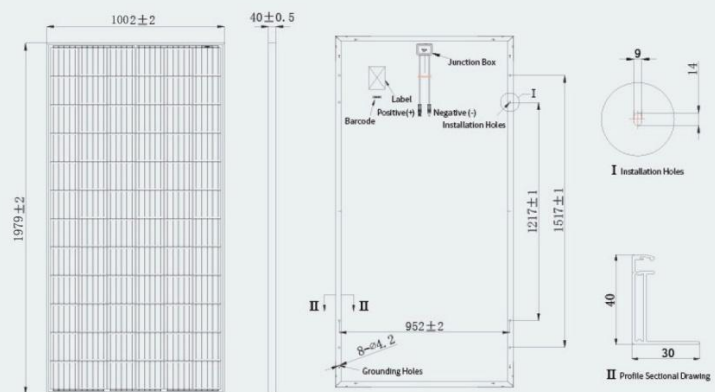 1002±2
40±0.5
1979±2
Junction Box
Label
Barcode
Positive(+)
Negative (-)
I
Installation Holes
1217±1
1517±1
II
II
952±2
8-⌀4.2
Grounding Holes
9
14
I Installation Holes
40
30
II Profile Sectional Drawing